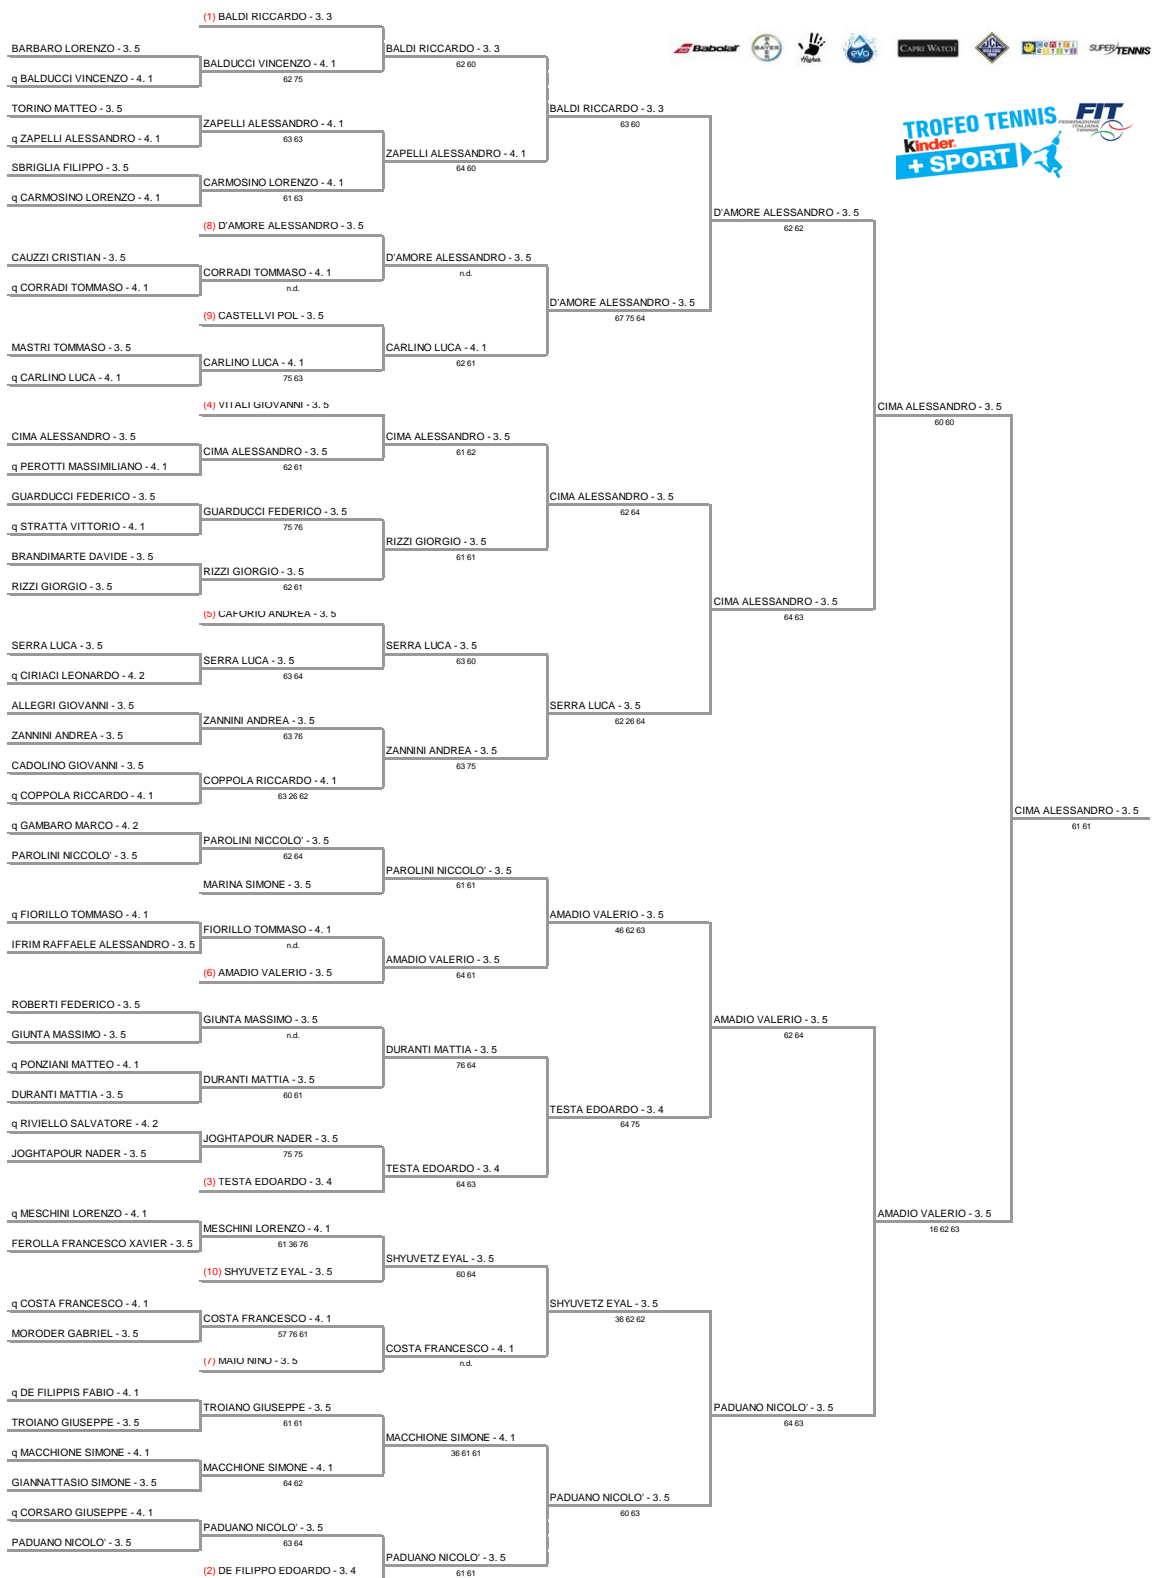 (1) BALDI RICCARDO - 3. 3
BARBARO LORENZO - 3. 5
BALDI RICCARDO - 3. 3
BALDUCCI VINCENZO - 4. 1
62 60
q BALDUCCI VINCENZO - 4. 1
62 75
TORINO MATTEO - 3. 5
BALDI RICCARDO - 3. 3
ZAPELLI ALESSANDRO - 4. 1
63 60
q ZAPELLI ALESSANDRO - 4. 1
63 63
ZAPELLI ALESSANDRO - 4. 1
SBRIGLIA FILIPPO - 3. 5
64 60
CARMOSINO LORENZO - 4. 1
q CARMOSINO LORENZO - 4. 1
61 63
D'AMORE ALESSANDRO - 3. 5
(8) D'AMORE ALESSANDRO - 3. 5
62 62
CAUZZI CRISTIAN - 3. 5
D'AMORE ALESSANDRO - 3. 5
CORRADI TOMMASO - 4. 1
n.d.
q CORRADI TOMMASO - 4. 1
n.d.
D'AMORE ALESSANDRO - 3. 5
(9) CASTELLVI POL - 3. 5
67 75 64
MASTRI TOMMASO - 3. 5
CARLINO LUCA - 4. 1
CARLINO LUCA - 4. 1
62 61
q CARLINO LUCA - 4. 1
75 63
(4) VITALI GIOVANNI - 3. 5
CIMA ALESSANDRO - 3. 5
60 60
CIMA ALESSANDRO - 3. 5
CIMA ALESSANDRO - 3. 5
CIMA ALESSANDRO - 3. 5
61 62
q PEROTTI MASSIMILIANO - 4. 1
62 61
GUARDUCCI FEDERICO - 3. 5
CIMA ALESSANDRO - 3. 5
GUARDUCCI FEDERICO - 3. 5
62 64
q STRATTA VITTORIO - 4. 1
75 76
RIZZI GIORGIO - 3. 5
BRANDIMARTE DAVIDE - 3. 5
61 61
RIZZI GIORGIO - 3. 5
RIZZI GIORGIO - 3. 5
62 61
CIMA ALESSANDRO - 3. 5
(5) CAFORIO ANDREA - 3. 5
64 63
SERRA LUCA - 3. 5
SERRA LUCA - 3. 5
SERRA LUCA - 3. 5
63 60
q CIRIACI LEONARDO - 4. 2
63 64
ALLEGRI GIOVANNI - 3. 5
SERRA LUCA - 3. 5
ZANNINI ANDREA - 3. 5
62 26 64
ZANNINI ANDREA - 3. 5
63 76
ZANNINI ANDREA - 3. 5
CADOLINO GIOVANNI - 3. 5
63 75
COPPOLA RICCARDO - 4. 1
q COPPOLA RICCARDO - 4. 1
63 26 62
CIMA ALESSANDRO - 3. 5
61 61
q GAMBARO MARCO - 4. 2
PAROLINI NICCOLO' - 3. 5
PAROLINI NICCOLO' - 3. 5
62 64
PAROLINI NICCOLO' - 3. 5
MARINA SIMONE - 3. 5
61 61
q FIORILLO TOMMASO - 4. 1
AMADIO VALERIO - 3. 5
FIORILLO TOMMASO - 4. 1
46 62 63
IFRIM RAFFAELE ALESSANDRO - 3. 5
n.d.
AMADIO VALERIO - 3. 5
(6) AMADIO VALERIO - 3. 5
64 61
ROBERTI FEDERICO - 3. 5
GIUNTA MASSIMO - 3. 5
AMADIO VALERIO - 3. 5
GIUNTA MASSIMO - 3. 5
n.d.
62 64
DURANTI MATTIA - 3. 5
q PONZIANI MATTEO - 4. 1
76 64
DURANTI MATTIA - 3. 5
DURANTI MATTIA - 3. 5
60 61
TESTA EDOARDO - 3. 4
q RIVIELLO SALVATORE - 4. 2
64 75
JOGHTAPOUR NADER - 3. 5
JOGHTAPOUR NADER - 3. 5
75 75
TESTA EDOARDO - 3. 4
(3) TESTA EDOARDO - 3. 4
64 63
q MESCHINI LORENZO - 4. 1
AMADIO VALERIO - 3. 5
MESCHINI LORENZO - 4. 1
16 62 63
FEROLLA FRANCESCO XAVIER - 3. 5
61 36 76
SHYUVETZ EYAL - 3. 5
(10) SHYUVETZ EYAL - 3. 5
60 64
q COSTA FRANCESCO - 4. 1
SHYUVETZ EYAL - 3. 5
COSTA FRANCESCO - 4. 1
36 62 62
MORODER GABRIEL - 3. 5
57 76 61
COSTA FRANCESCO - 4. 1
(7) MAIO NINO - 3. 5
n.d.
q DE FILIPPIS FABIO - 4. 1
TROIANO GIUSEPPE - 3. 5
PADUANO NICOLO' - 3. 5
TROIANO GIUSEPPE - 3. 5
61 61
64 63
MACCHIONE SIMONE - 4. 1
q MACCHIONE SIMONE - 4. 1
36 61 61
MACCHIONE SIMONE - 4. 1
GIANNATTASIO SIMONE - 3. 5
64 62
PADUANO NICOLO' - 3. 5
q CORSARO GIUSEPPE - 4. 1
60 63
PADUANO NICOLO' - 3. 5
PADUANO NICOLO' - 3. 5
63 64
PADUANO NICOLO' - 3. 5
(2) DE FILIPPO EDOARDO - 3. 4
61 61
Babolat
BAYER
Highes
evo
CAPRI WATCH
SUPERTENNIS
TROFEO TENNIS
Kinder
+ SPORT
FIT
FEDERAZIONE
ITALIANA
TENNIS